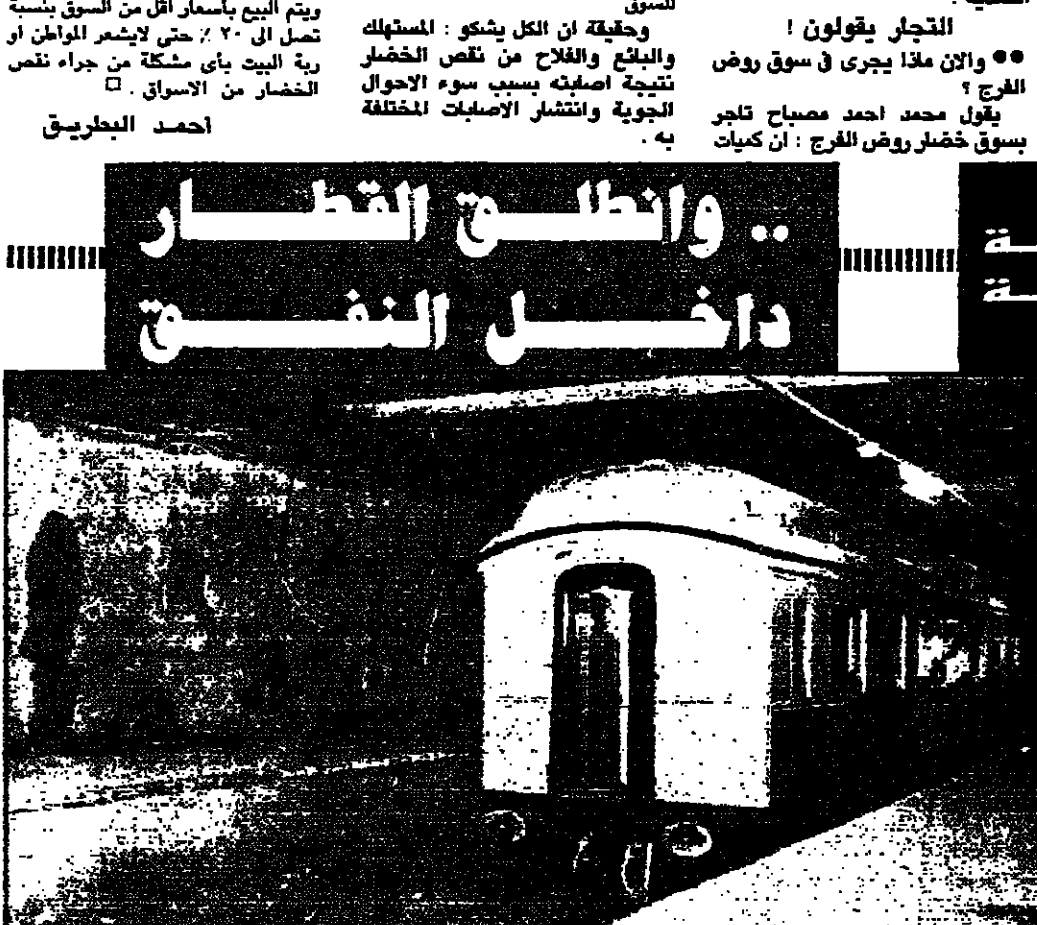 التجار يقولون !
●● والان ماذا يجرى فى سوق روض
الفرج ؟
يقول محمد احمد مصباح تاجر
بسوق خضار روض الفرج : ان كميات
للسوق
وحقيقة ان الكل يشكو : المستهلك
والبائع والفلاح من نقص الخضار
نتيجة اصابته بسبب سوء الاحوال
الجوية وانتشار الاصابات المختلفة
به .
ويتم البيع بأسعار أقل من السوق بنسبة
تصل الى ٢٠ ٪ حتى لايشعر المواطن او
ربة البيت بأى مشكلة من جراء نقص
الخضار من الاسواق . □
احمد البطريق
.. وانطلق القطار
داخل النفق